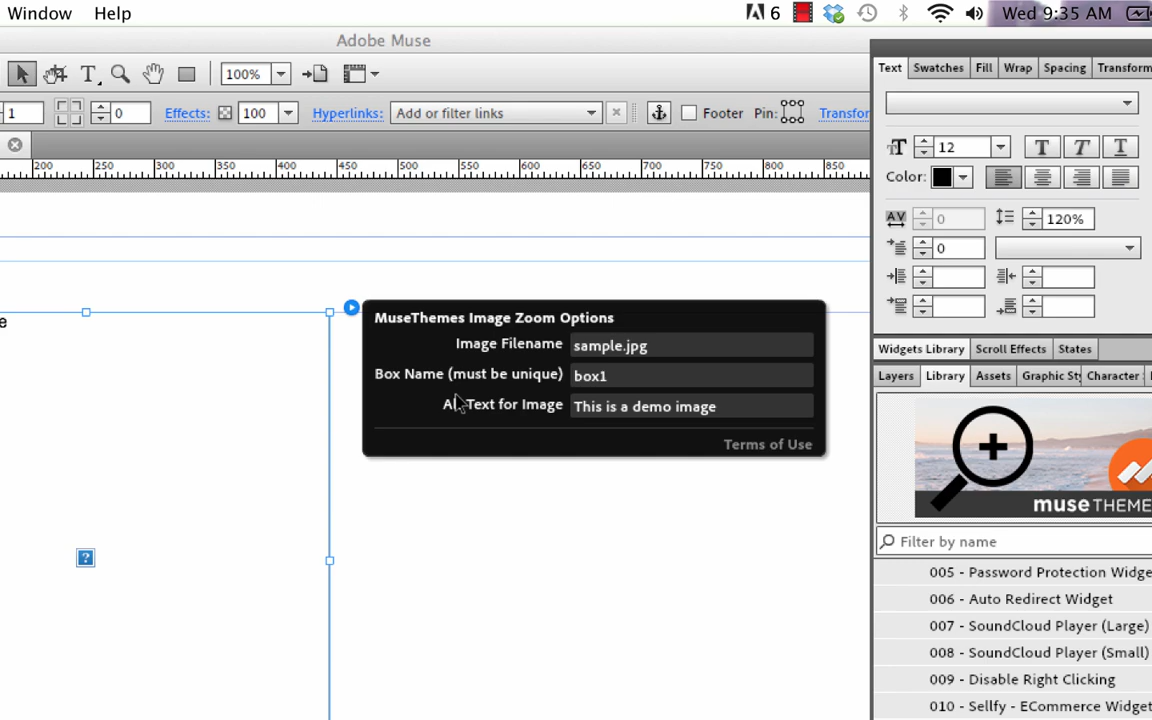 Window Help 6 Wed 9:35 AM
Adobe Muse
T 100%
1 0 Effects: 100 Hyperlinks: Add or filter links Footer Pin: Transfor
200 250 300 350 400 450 500 550 600 650 700 750 800 850
e
MuseThemes Image Zoom Options
Image Filename sample.jpg
Box Name (must be unique) box1
Text for Image This is a demo image
Terms of Use
?
Text Swatches Fill Wrap Spacing Transform
TT 12 T T T
Color:
AV 0 120%
0
Widgets Library Scroll Effects States
Layers Library Assets Graphic Sty Character
museTHEME
Filter by name
005 - Password Protection Widge
006 - Auto Redirect Widget
007 - SoundCloud Player (Large)
008 - SoundCloud Player (Small)
009 - Disable Right Clicking
010 - Sellfy - ECommerce Widget